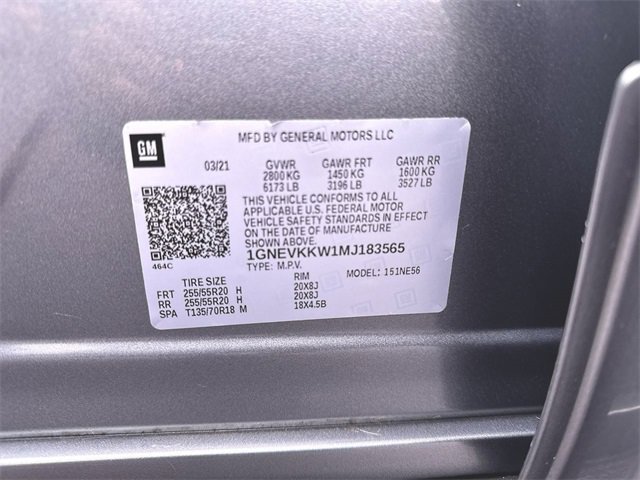 GM
MFD BY GENERAL MOTORS LLC
03/21 GVWR GAWR FRT GAWR RR
2800 KG 1450 KG 1600 KG
6173 LB 3196 LB 3527 LB
THIS VEHICLE CONFORMS TO ALL
APPLICABLE U.S. FEDERAL MOTOR
VEHICLE SAFETY STANDARDS IN EFFECT
ON THE DATE OF MANUFACTURE
SHOWN ABOVE.
1GNEVKKW1MJ183565
464C TYPE: M.P.V. MODEL: 151NE56
TIRE SIZE RIM
FRT 255/55R20 H 20X8J
RR 255/55R20 H 20X8J
SPA T135/70R18 M 18X4.5B